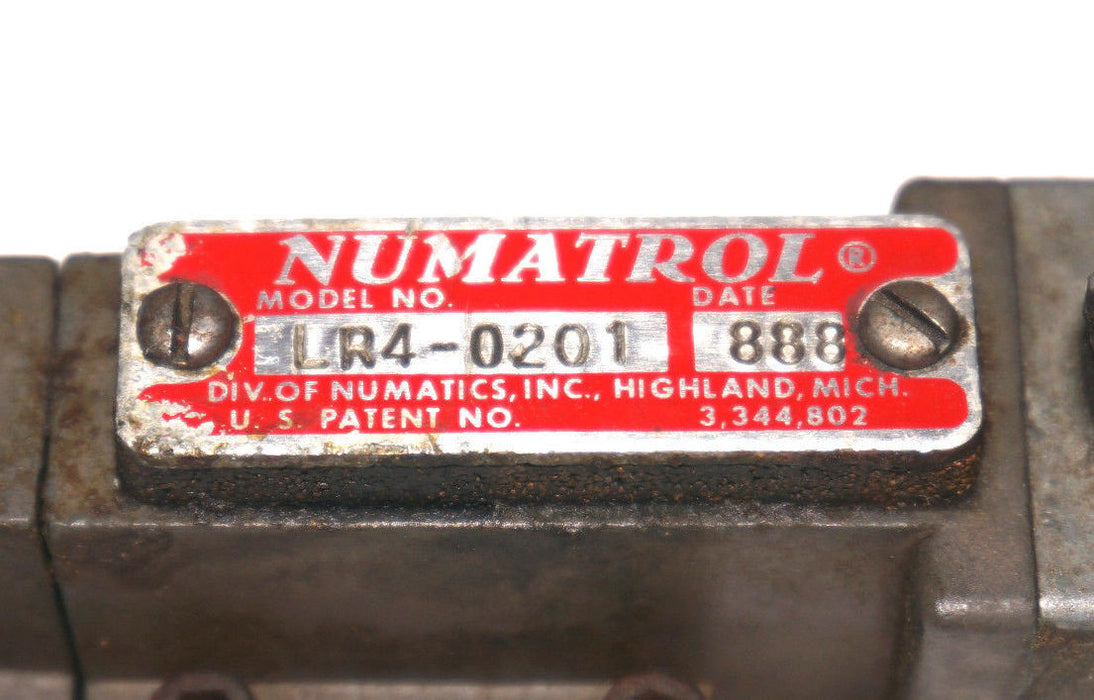 NUMATROL ®
MODEL NO. DATE
LR4-0201 888
DIV. OF NUMATICS, INC., HIGHLAND, MICH.
U. S. PATENT NO. 3,344,802